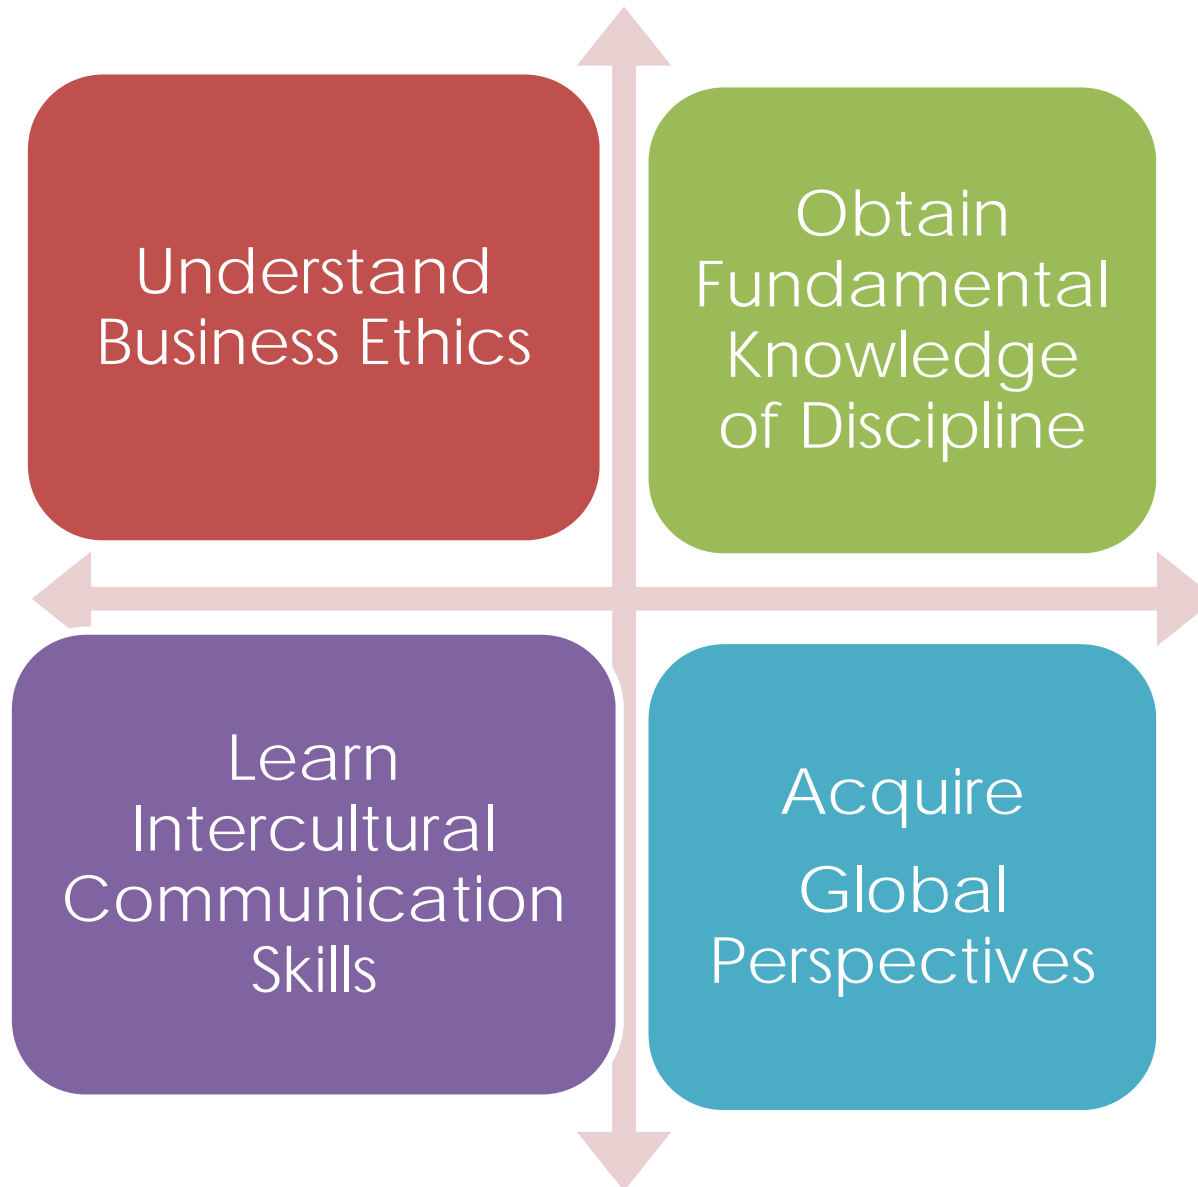 Understand
Business Ethics
Obtain
Fundamental
Knowledge
of Discipline
Learn
Intercultural
Communication
Skills
Acquire
Global
Perspectives